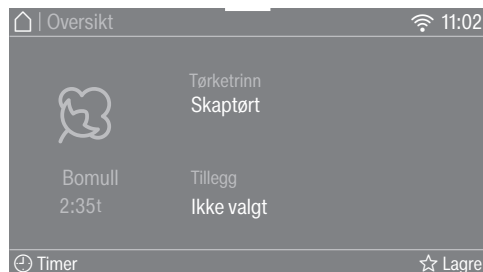 | Oversikt 11:02
Tørketrinn
Skaptørt
Bomull
2:35t
Tillegg
Ikke valgt
Timer Lagre